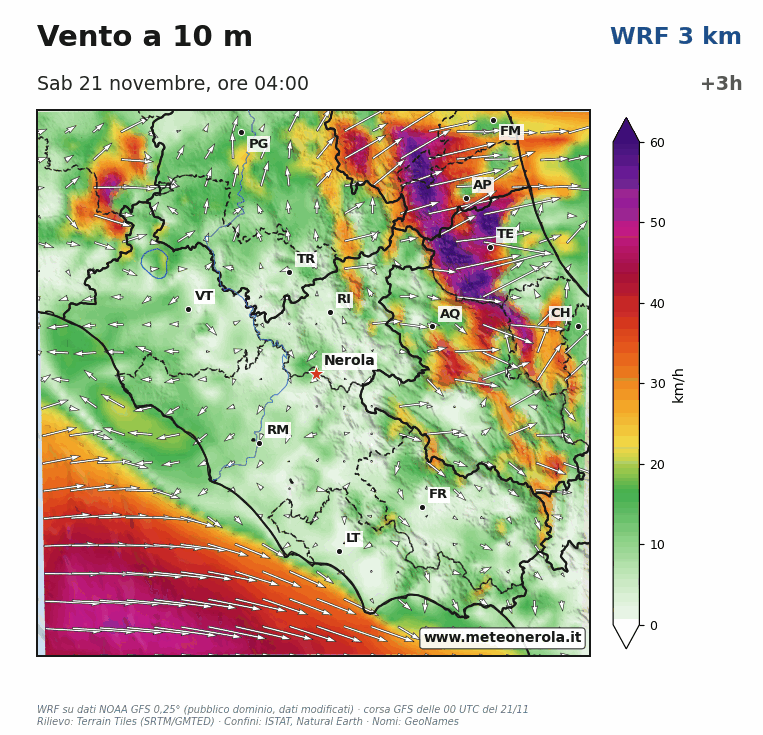 Vento a 10 m
WRF 3 km
Sab 21 novembre, ore 04:00
+3h
PG
FM
AP
TE
TR
VT
RI
AQ
CH
Nerola
RM
FR
LT
www.meteonerola.it
60
50
40
30
20
10
0
km/h
WRF su dati NOAA GFS 0,25° (pubblico dominio, dati modificati) · corsa GFS delle 00 UTC del 21/11
Rilievo: Terrain Tiles (SRTM/GMTED) · Confini: ISTAT, Natural Earth · Nomi: GeoNames